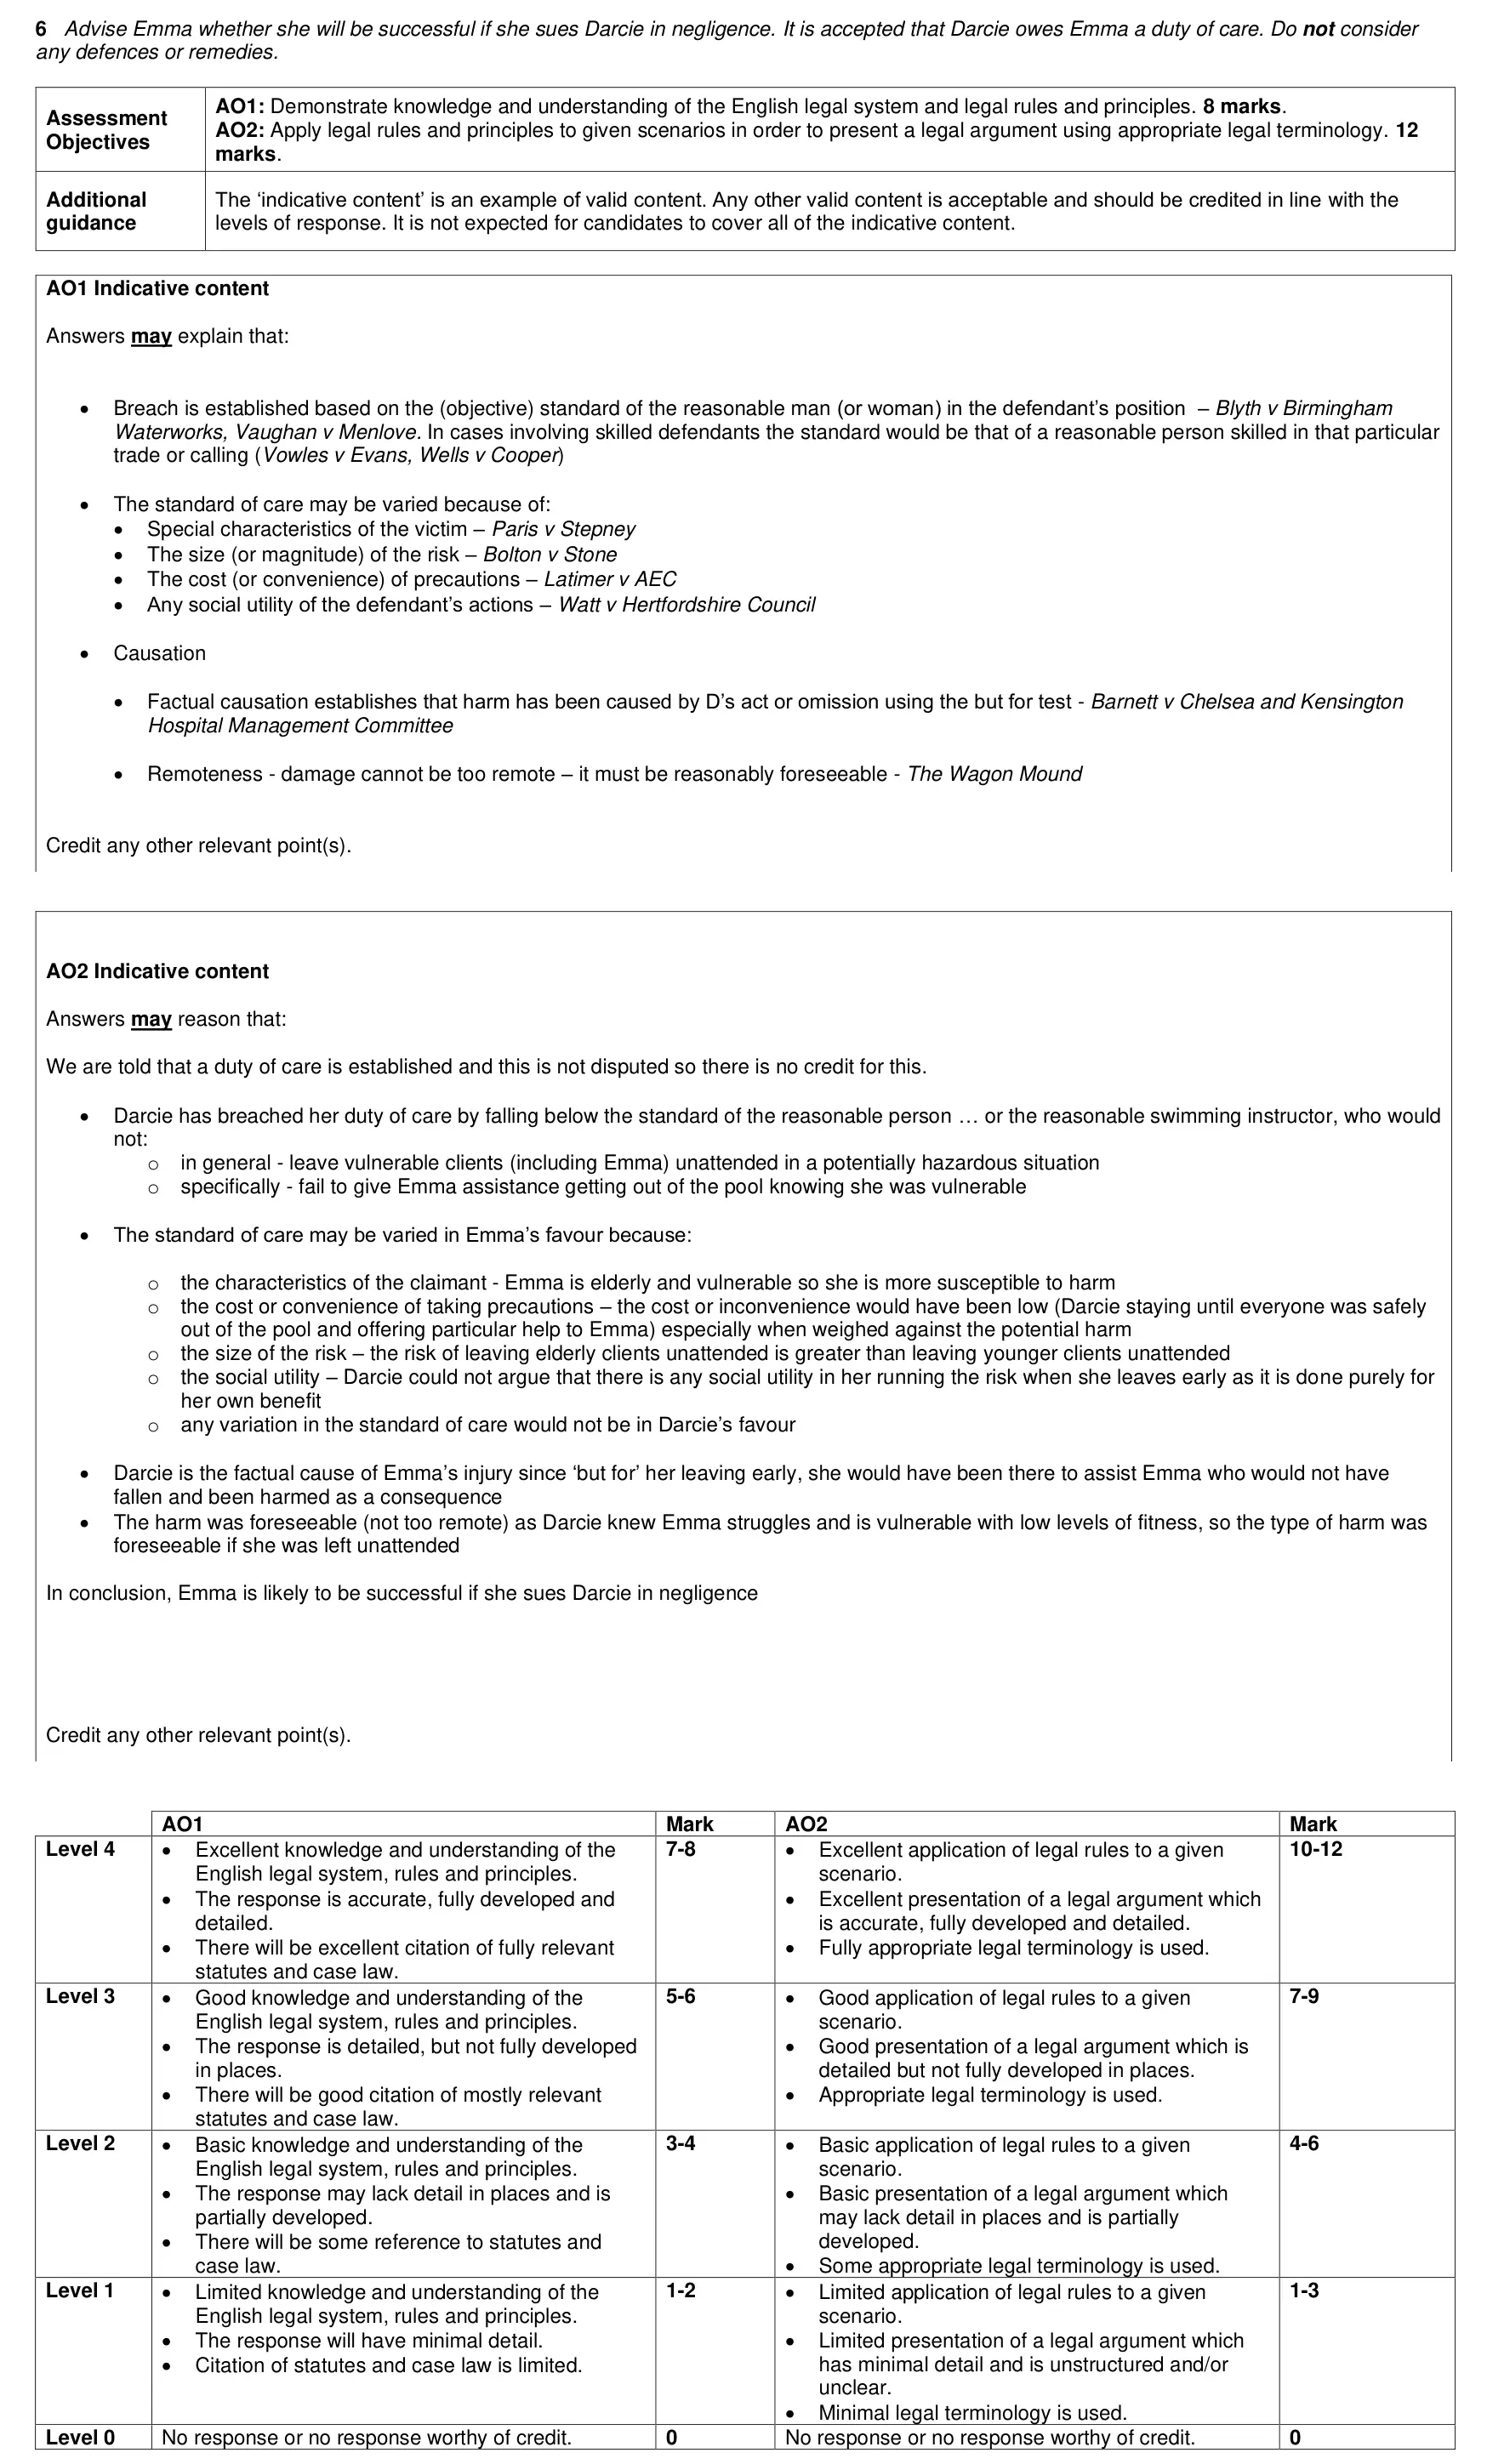 6 Advise Emma whether she will be successful if she sues Darcie in negligence. It is accepted that Darcie owes Emma a duty of care. Do not consider
any defences or remedies.
Assessment
Objectives
AO1: Demonstrate knowledge and understanding of the English legal system and legal rules and principles. 8 marks.
AO2: Apply legal rules and principles to given scenarios in order to present a legal argument using appropriate legal terminology. 12
marks.
Additional
guidance
The ‘indicative content’ is an example of valid content. Any other valid content is acceptable and should be credited in line with the
levels of response. It is not expected for candidates to cover all of the indicative content.
AO1 Indicative content
Answers may explain that:
• Breach is established based on the (objective) standard of the reasonable man (or woman) in the defendant’s position – Blyth v Birmingham
Waterworks, Vaughan v Menlove. In cases involving skilled defendants the standard would be that of a reasonable person skilled in that particular
trade or calling (Vowles v Evans, Wells v Cooper)
• The standard of care may be varied because of:
• Special characteristics of the victim – Paris v Stepney
• The size (or magnitude) of the risk – Bolton v Stone
• The cost (or convenience) of precautions – Latimer v AEC
• Any social utility of the defendant’s actions – Watt v Hertfordshire Council
• Causation
• Factual causation establishes that harm has been caused by D’s act or omission using the but for test - Barnett v Chelsea and Kensington
Hospital Management Committee
• Remoteness - damage cannot be too remote – it must be reasonably foreseeable - The Wagon Mound
Credit any other relevant point(s).
AO2 Indicative content
Answers may reason that:
We are told that a duty of care is established and this is not disputed so there is no credit for this.
• Darcie has breached her duty of care by falling below the standard of the reasonable person … or the reasonable swimming instructor, who would
not:
o in general - leave vulnerable clients (including Emma) unattended in a potentially hazardous situation
o specifically - fail to give Emma assistance getting out of the pool knowing she was vulnerable
• The standard of care may be varied in Emma’s favour because:
o the characteristics of the claimant - Emma is elderly and vulnerable so she is more susceptible to harm
o the cost or convenience of taking precautions – the cost or inconvenience would have been low (Darcie staying until everyone was safely
out of the pool and offering particular help to Emma) especially when weighed against the potential harm
o the size of the risk – the risk of leaving elderly clients unattended is greater than leaving younger clients unattended
o the social utility – Darcie could not argue that there is any social utility in her running the risk when she leaves early as it is done purely for
her own benefit
o any variation in the standard of care would not be in Darcie’s favour
• Darcie is the factual cause of Emma’s injury since ‘but for’ her leaving early, she would have been there to assist Emma who would not have
fallen and been harmed as a consequence
• The harm was foreseeable (not too remote) as Darcie knew Emma struggles and is vulnerable with low levels of fitness, so the type of harm was
foreseeable if she was left unattended
In conclusion, Emma is likely to be successful if she sues Darcie in negligence
Credit any other relevant point(s).
AO1 Mark AO2 Mark
Level 4
• Excellent knowledge and understanding of the
English legal system, rules and principles.
• The response is accurate, fully developed and
detailed.
• There will be excellent citation of fully relevant
statutes and case law.
7-8
• Excellent application of legal rules to a given
scenario.
• Excellent presentation of a legal argument which
is accurate, fully developed and detailed.
• Fully appropriate legal terminology is used.
10-12
Level 3
• Good knowledge and understanding of the
English legal system, rules and principles.
• The response is detailed, but not fully developed
in places.
• There will be good citation of mostly relevant
statutes and case law.
5-6
• Good application of legal rules to a given
scenario.
• Good presentation of a legal argument which is
detailed but not fully developed in places.
• Appropriate legal terminology is used.
7-9
Level 2
• Basic knowledge and understanding of the
English legal system, rules and principles.
• The response may lack detail in places and is
partially developed.
• There will be some reference to statutes and
case law.
3-4
• Basic application of legal rules to a given
scenario.
• Basic presentation of a legal argument which
may lack detail in places and is partially
developed.
• Some appropriate legal terminology is used.
4-6
Level 1
• Limited knowledge and understanding of the
English legal system, rules and principles.
• The response will have minimal detail.
• Citation of statutes and case law is limited.
1-2
• Limited application of legal rules to a given
scenario.
• Limited presentation of a legal argument which
has minimal detail and is unstructured and/or
unclear.
• Minimal legal terminology is used.
1-3
Level 0
No response or no response worthy of credit.
0
No response or no response worthy of credit.
0